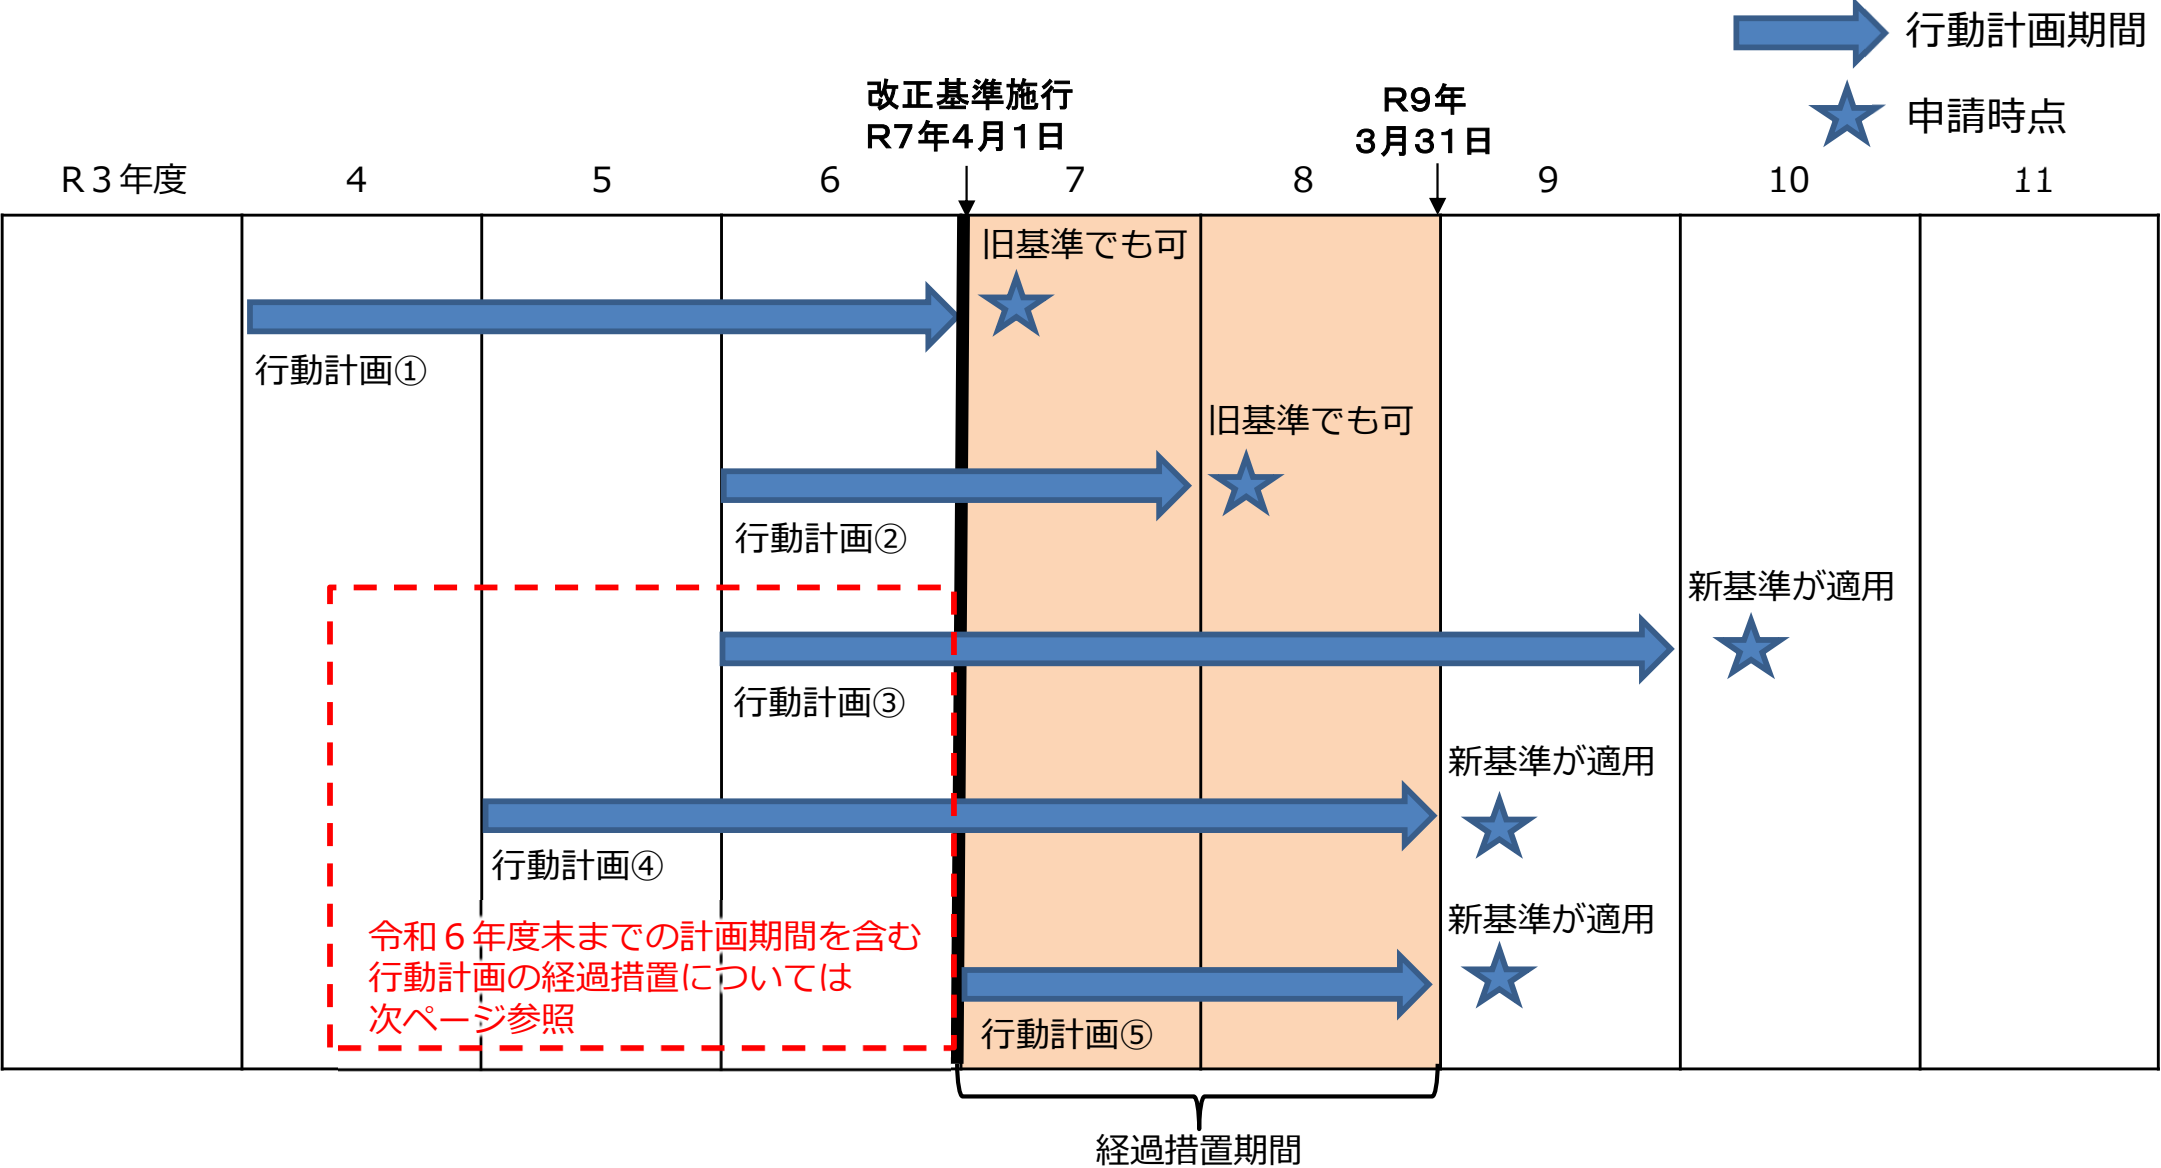 行動計画期間
申請時点
改正基準施行
R7年4月1日
R9年
3月31日
R3年度 4 5 6 7 8 9 10 11
旧基準でも可
行動計画①
旧基準でも可
行動計画②
新基準が適用
行動計画③
新基準が適用
行動計画④
新基準が適用
令和6年度末までの計画期間を含む
行動計画の経過措置については
次ページ参照
行動計画⑤
経過措置期間